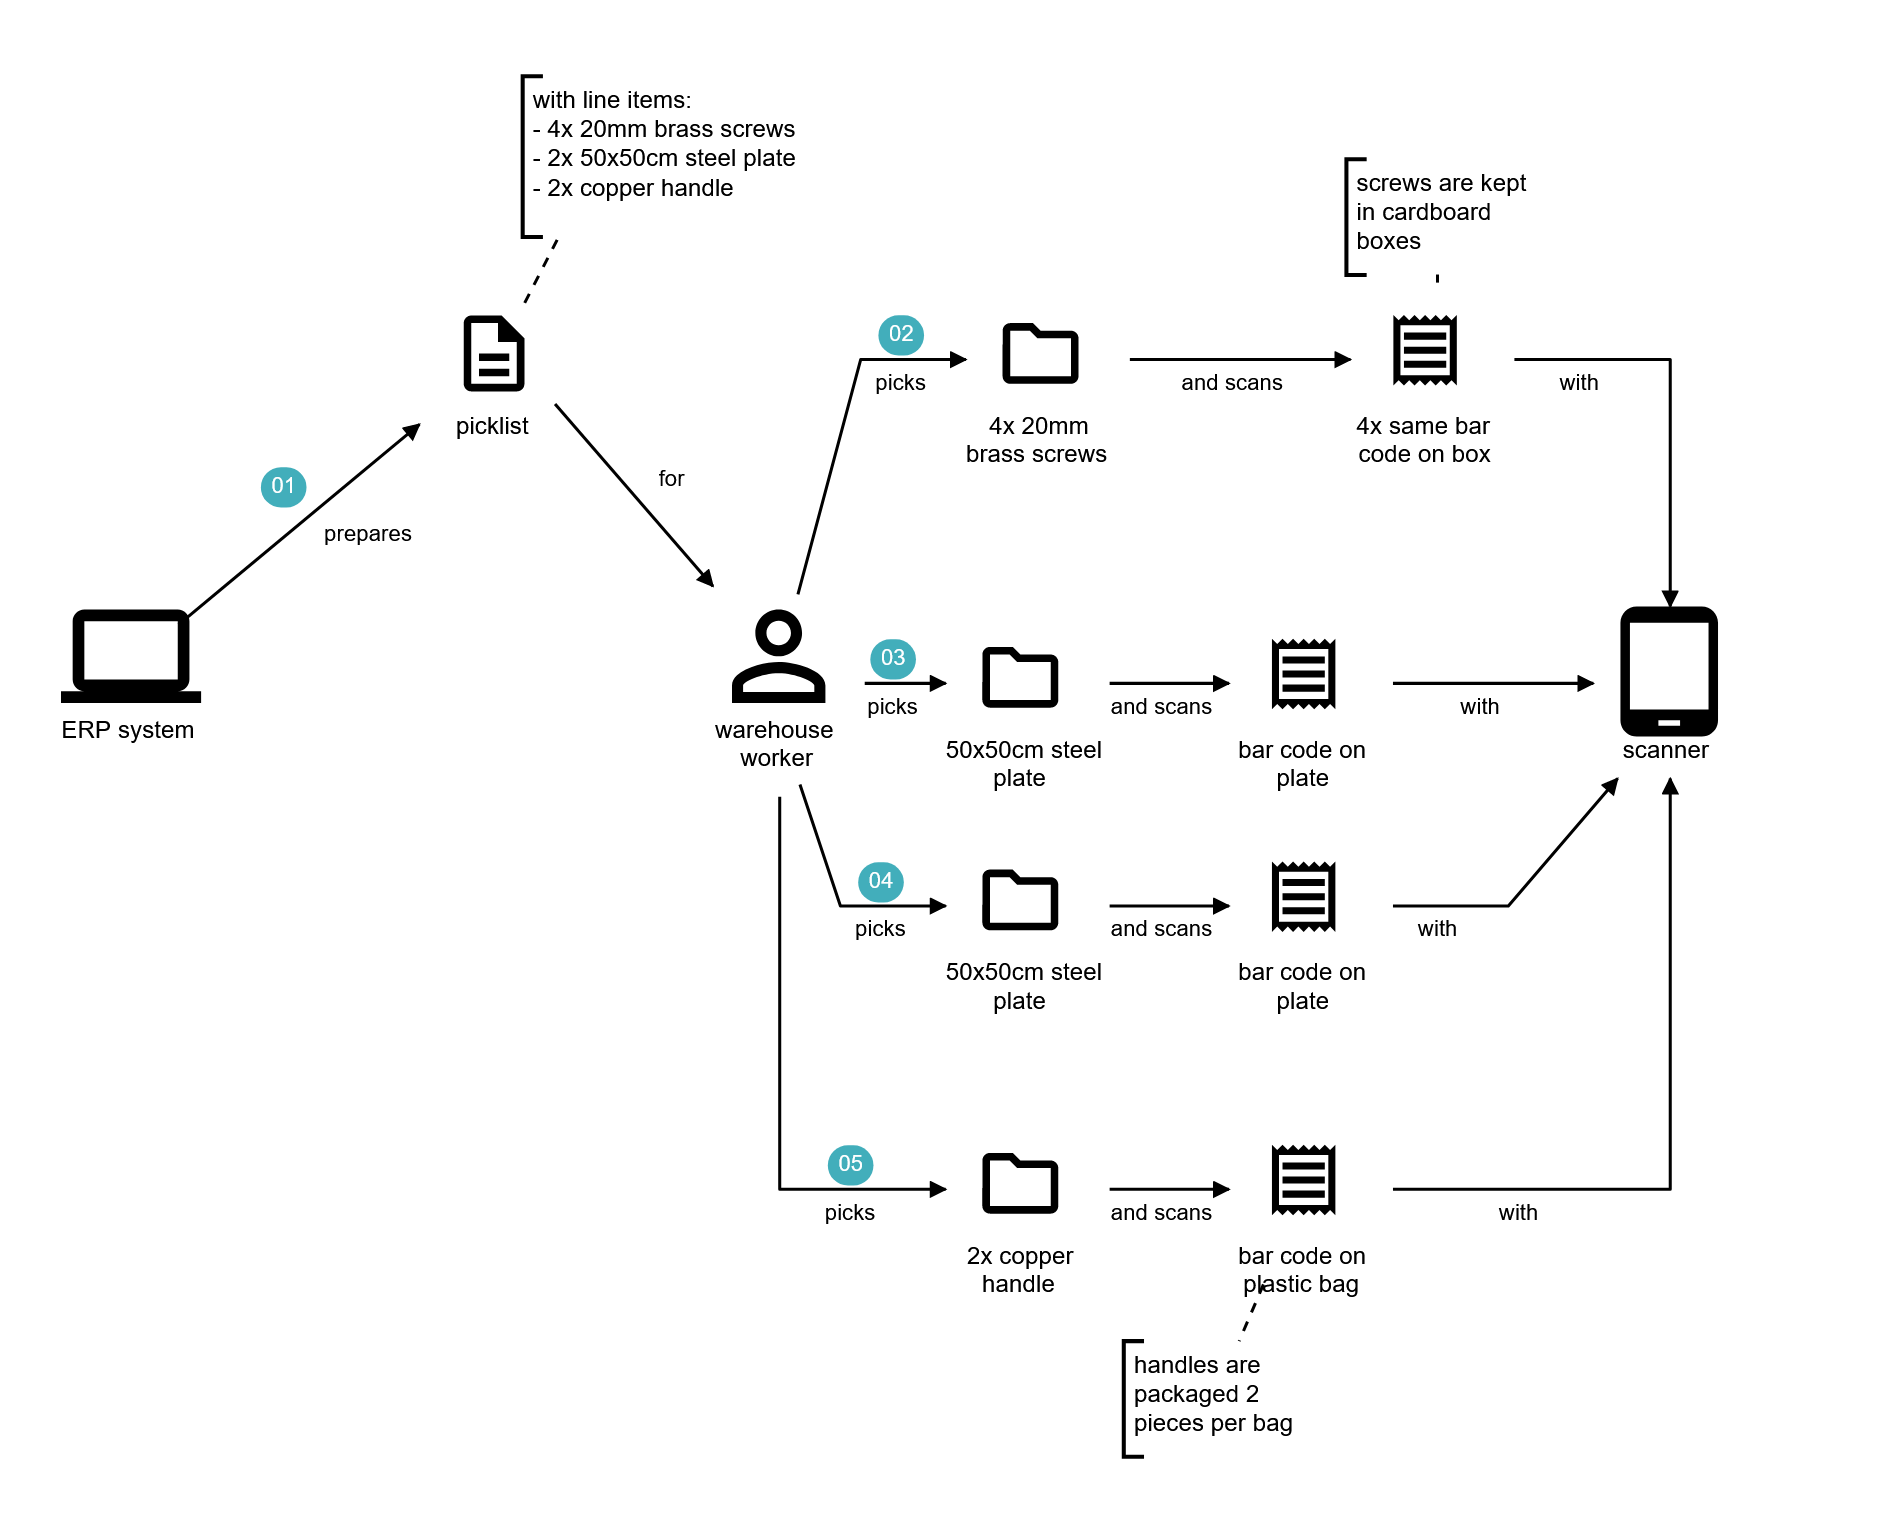 with line items:
- 4x 20mm brass screws
- 2x 50x50cm steel plate
- 2x copper handle
screws are kept
in cardboard
boxes
picklist
01
prepares
for
ERP system
warehouse
worker
02
picks
4x 20mm
brass screws
and scans
4x same bar
code on box
with
03
picks
50x50cm steel
plate
and scans
bar code on
plate
with
scanner
04
picks
50x50cm steel
plate
and scans
bar code on
plate
with
05
picks
2x copper
handle
and scans
bar code on
plastic bag
with
handles are
packaged 2
pieces per bag